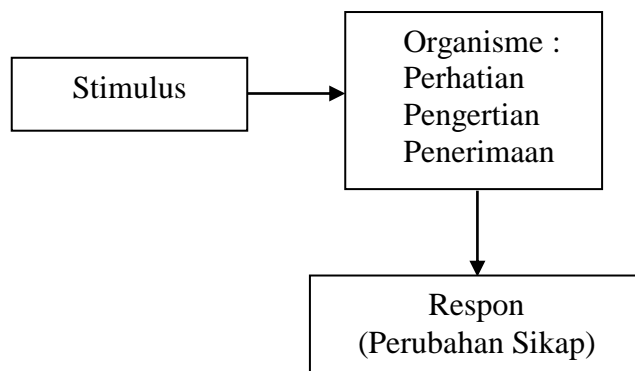 Stimulus
Organisme :
Perhatian
Pengertian
Penerimaan
Respon
(Perubahan Sikap)